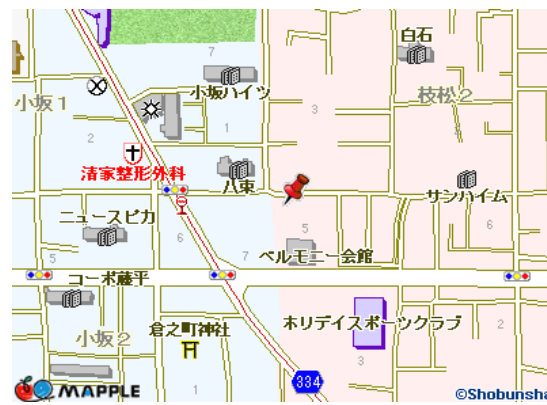 白石
7
小坂ハイツ
枝松2
小坂1
3
1
2
清家整形外科
八束
サンハイム
ニュースピカ
5
6
6
7
ベルモニー会館
5
コーポ藤平
倉之町神社
ホリデイスポーツクラブ
2
小坂2
3
334
1
MAPPLE
©Shobunsha